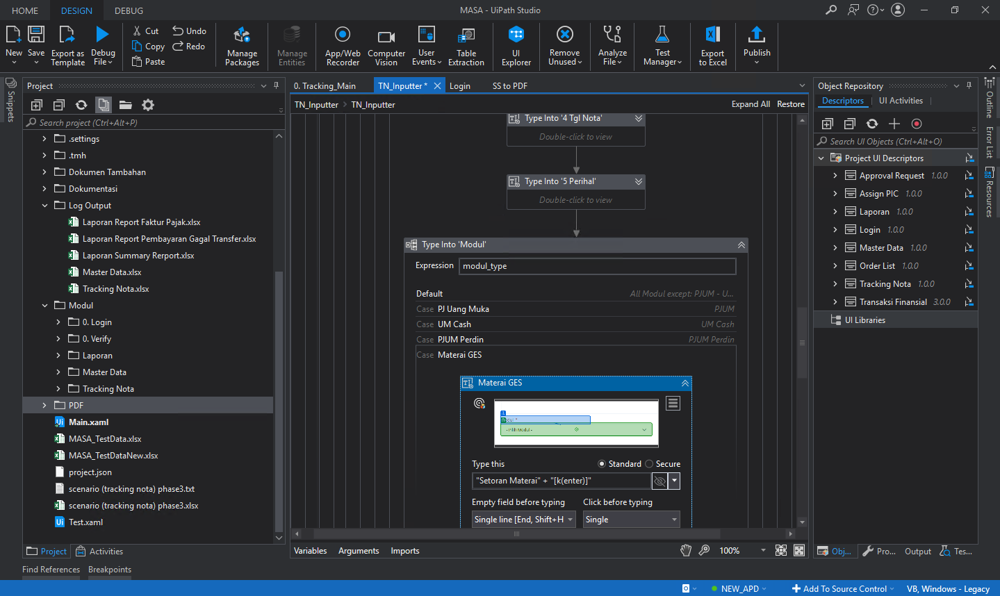 HOME DESIGN DEBUG MASA - UiPath Studio
New Save Export as Template Debug File
Cut Copy Paste Undo Redo
Manage Packages Manage Entities App/Web Recorder Computer Vision User Events Table Extraction UI Explorer Remove Unused Analyze File Test Manager Export to Excel Publish
Snippets
Project
Search project (Ctrl+Alt+P)
.settings
.tmh
Dokumen Tambahan
Dokumentasi
Log Output
Laporan Report Faktur Pajak.xlsx
Laporan Report Pembayaran Gagal Transfer.xlsx
Laporan Summary Rerport.xlsx
Master Data.xlsx
Tracking Nota.xlsx
Modul
0. Login
0. Verify
Laporan
Master Data
Tracking Nota
PDF
Main.xaml
MASA_TestData.xlsx
MASA_TestDataNew.xlsx
project.json
scenario (tracking nota) phase3.txt
scenario (tracking nota) phase3.xlsx
Test.xaml
Project Activities
Find References Breakpoints
0. Tracking_Main TN_Inputter * Login SS to PDF
TN_Inputter > TN_Inputter Expand All Restore
Type Into '4 Tgl Nota'
Double-click to view
Type Into '5 Perihal'
Double-click to view
Type Into 'Modul'
Expression modul_type
Default All Modul except: PJUM - U...
Case PJ Uang Muka PJUM
Case UM Cash UM Cash
Case PJUM Perdin PJUM Perdin
Case Materai GES
Materai GES
- Pilih Modul -
Type this Standard Secure
"Setoran Materai" + "[k(enter)]"
Empty field before typing Click before typing
Single line [End, Shift+H Single
Variables Arguments Imports 100%
Object Repository
Descriptors UI Activities
Search UI Objects (Ctrl+Alt+O)
Project UI Descriptors
Approval Request 1.0.0
Assign PIC 1.0.0
Laporan 1.0.0
Login 1.0.0
Master Data 1.0.0
Order List 1.0.0
Tracking Nota 1.0.0
Transaksi Finansial 3.0.0
UI Libraries
Obj... Pro... Output Tes...
Outline
Error List
Resources
NEW_APD Add To Source Control VB, Windows - Legacy